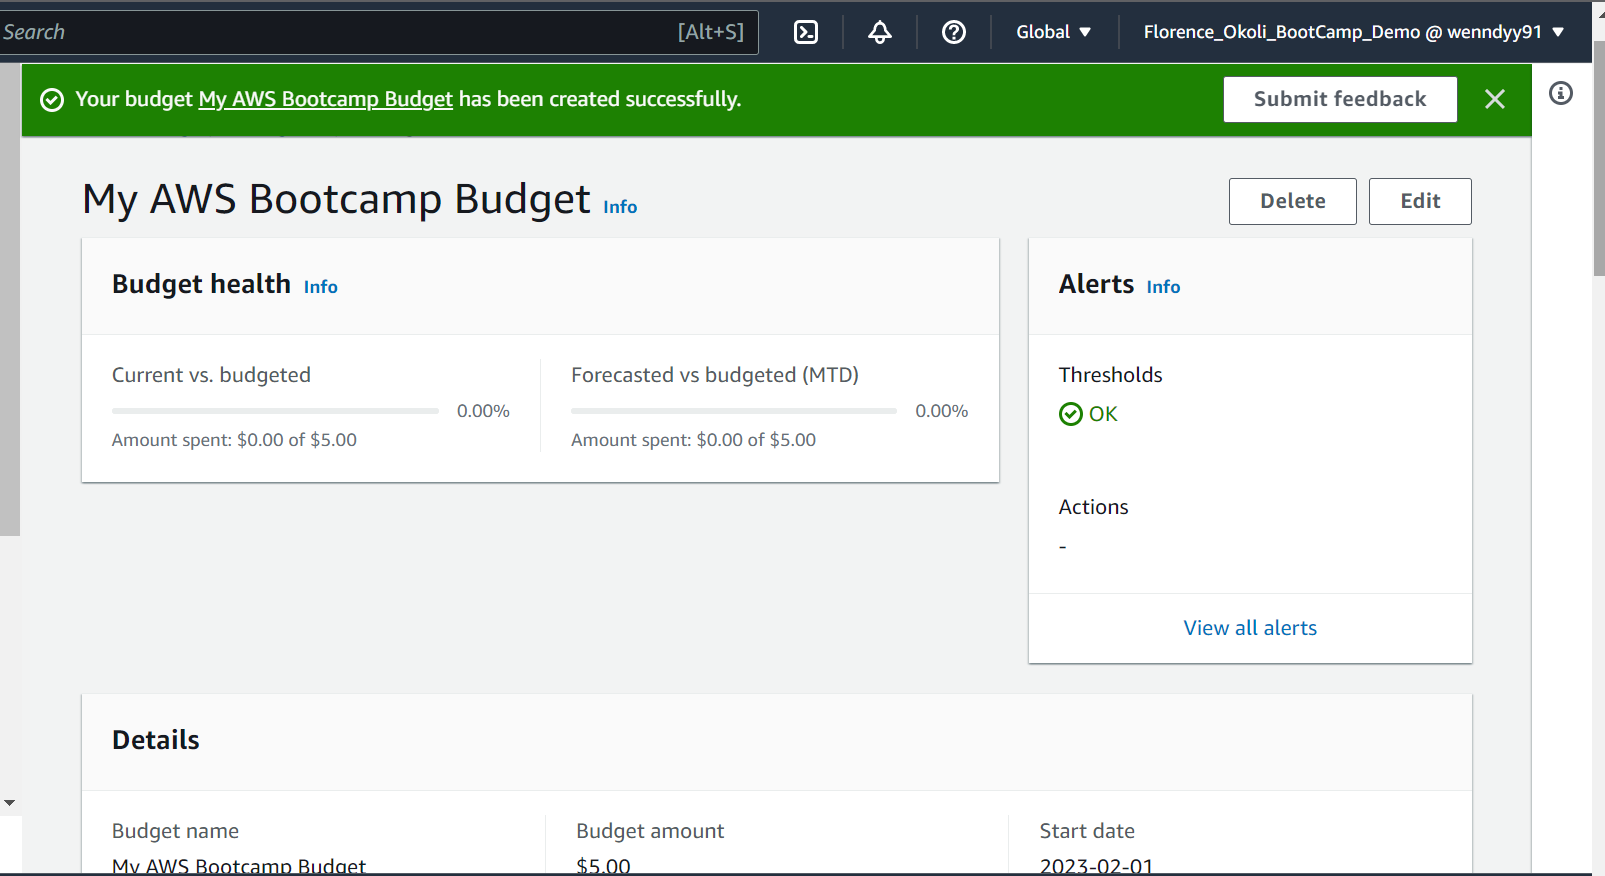 Search [Alt+S] Global Florence_Okoli_BootCamp_Demo @ wenndyy91
Your budget My AWS Bootcamp Budget has been created successfully. Submit feedback
My AWS Bootcamp Budget Info Delete Edit
Budget health Info
Current vs. budgeted
0.00%
Amount spent: $0.00 of $5.00
Forecasted vs budgeted (MTD)
0.00%
Amount spent: $0.00 of $5.00
Alerts Info
Thresholds
OK
Actions
-
View all alerts
Details
Budget name
My AWS Bootcamp Budget
Budget amount
$5.00
Start date
2023-02-01